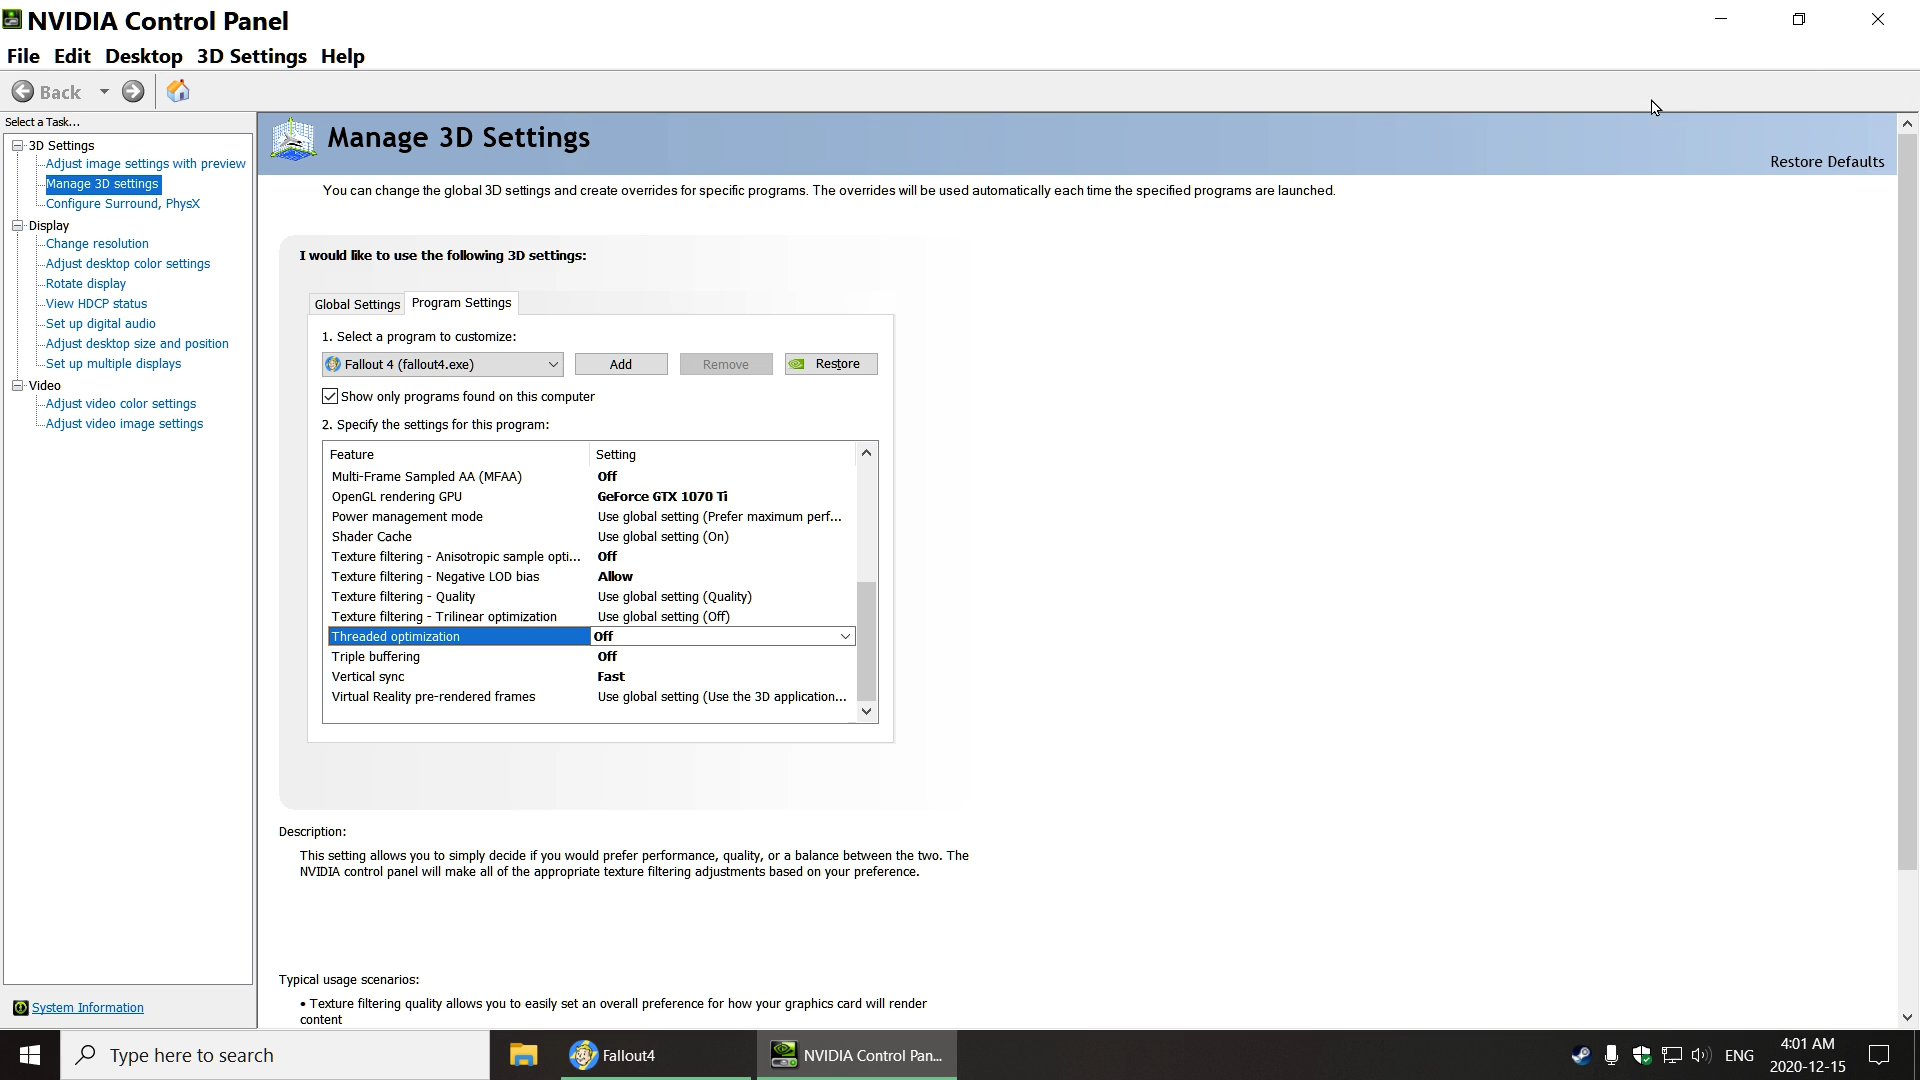 NVIDIA Control Panel
File Edit Desktop 3D Settings Help
Back
Select a Task...
3D Settings
Adjust image settings with preview
Manage 3D settings
Configure Surround, PhysX
Display
Change resolution
Adjust desktop color settings
Rotate display
View HDCP status
Set up digital audio
Adjust desktop size and position
Set up multiple displays
Video
Adjust video color settings
Adjust video image settings
System Information
Manage 3D Settings
Restore Defaults
You can change the global 3D settings and create overrides for specific programs. The overrides will be used automatically each time the specified programs are launched.
I would like to use the following 3D settings:
Global Settings Program Settings
1. Select a program to customize:
Fallout 4 (fallout4.exe) Add Remove Restore
Show only programs found on this computer
2. Specify the settings for this program:
Feature Setting
Multi-Frame Sampled AA (MFAA) Off
OpenGL rendering GPU GeForce GTX 1070 Ti
Power management mode Use global setting (Prefer maximum perf...
Shader Cache Use global setting (On)
Texture filtering - Anisotropic sample opti... Off
Texture filtering - Negative LOD bias Allow
Texture filtering - Quality Use global setting (Quality)
Texture filtering - Trilinear optimization Use global setting (Off)
Threaded optimization Off
Triple buffering Off
Vertical sync Fast
Virtual Reality pre-rendered frames Use global setting (Use the 3D application...
Description:
This setting allows you to simply decide if you would prefer performance, quality, or a balance between the two. The
NVIDIA control panel will make all of the appropriate texture filtering adjustments based on your preference.
Typical usage scenarios:
• Texture filtering quality allows you to easily set an overall preference for how your graphics card will render
content
Type here to search
Fallout4
NVIDIA Control Pan...
ENG
4:01 AM
2020-12-15